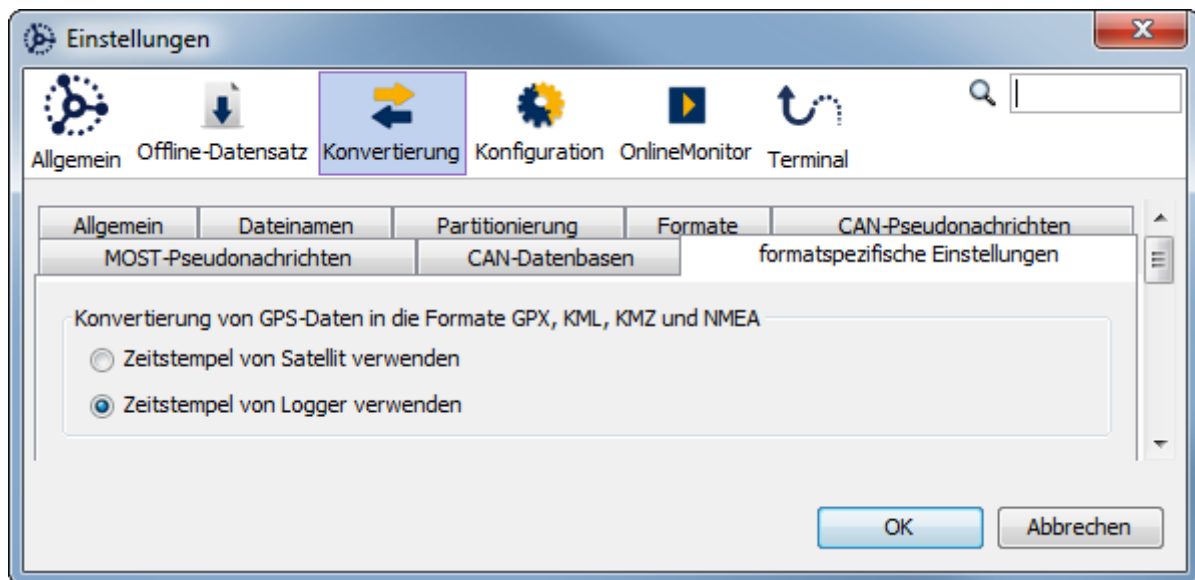 Einstellungen
Allgemein Offline-Datensatz Konvertierung Konfiguration OnlineMonitor Terminal
Allgemein Dateinamen Partitionierung Formate CAN-Pseudonachrichten
MOST-Pseudonachrichten CAN-Datenbasen formatspezifische Einstellungen
Konvertierung von GPS-Daten in die Formate GPX, KML, KMZ und NMEA
Zeitstempel von Satellit verwenden
Zeitstempel von Logger verwenden
OK Abbrechen